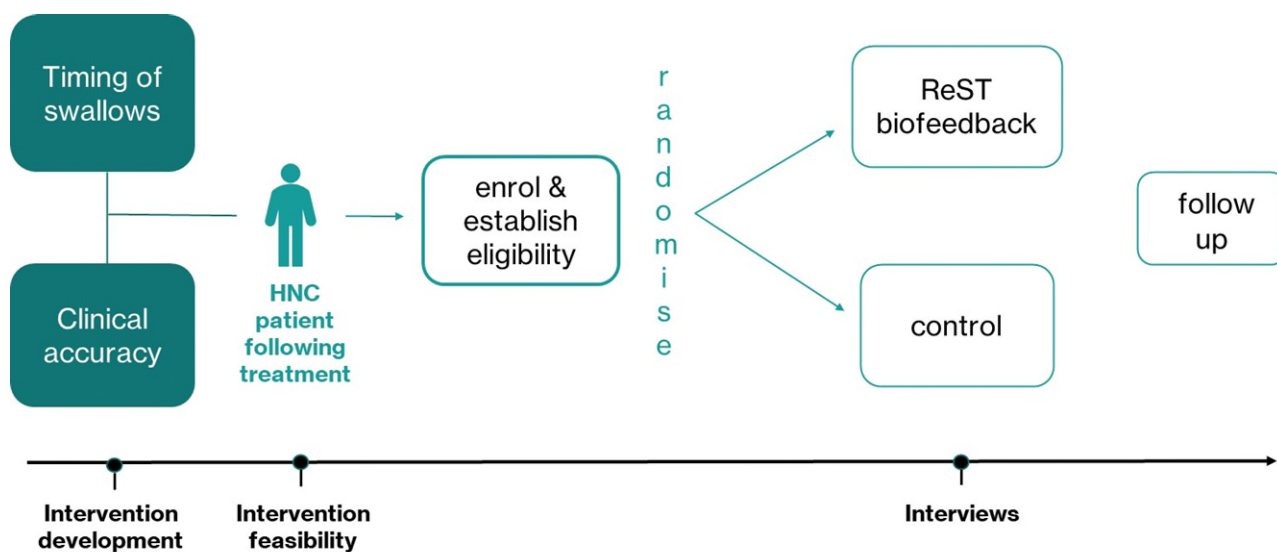 Timing of
swallows
Clinical
accuracy
HNC
patient
following
treatment
enrol &
establish
eligibility
randomise
ReST
biofeedback
control
follow
up
Intervention
development
Intervention
feasibility
Interviews